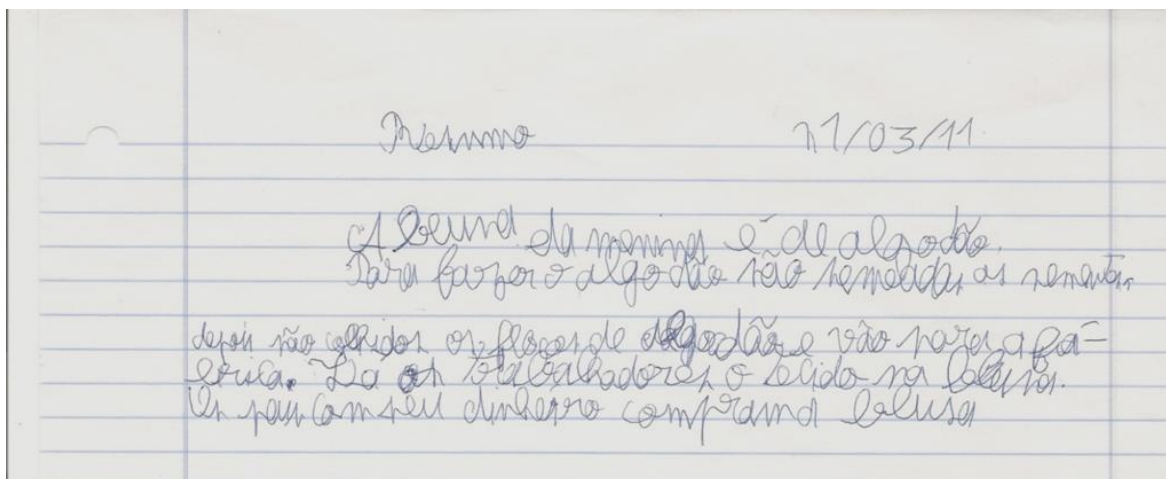 Resumo 21/03/11
A blusa da menina é de algodão.
Para fazer o algodão são semeadas as sementes,
depois são colhidos os flocos de algodão e vão para a fá-
brica. La os trabalhadores o tecido na blusa.
Os pais com seu dinheiro compram a blusa